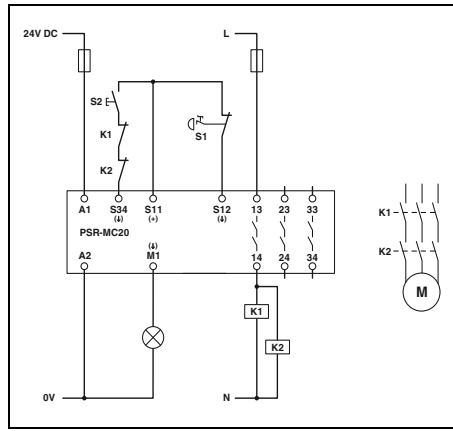 24V DC
L
S2
K1
S1
K2
A1 S34 S11 S12 13 23 33
(↓) (+) (↓)
PSR-MC20
(↓)
A2 M1 14 24 34
K1
K2
K1
K2
M
0V N